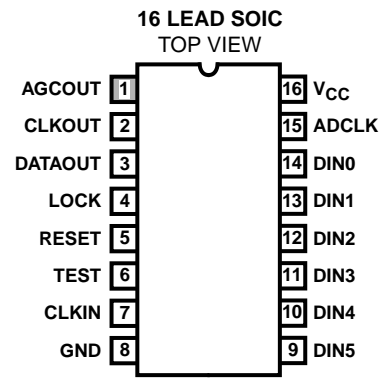 16 LEAD SOIC
TOP VIEW
AGCOUT 1 16 VCC
CLKOUT 2 15 ADCLK
DATAOUT 3 14 DIN0
LOCK 4 13 DIN1
RESET 5 12 DIN2
TEST 6 11 DIN3
CLKIN 7 10 DIN4
GND 8 9 DIN5